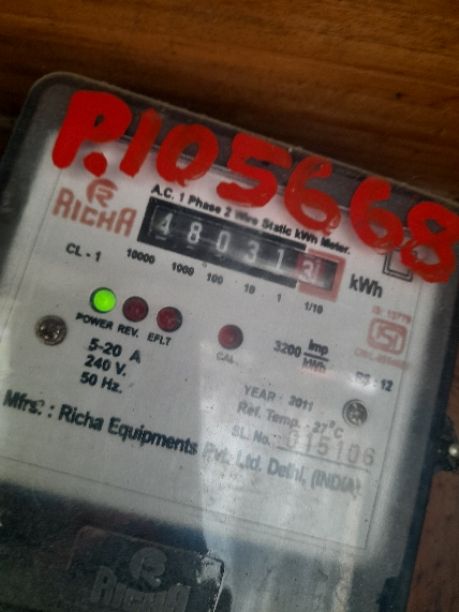 P.105668
RICHA
A.C. 1 Phase 2 Wire Static kWh Meter.
48031 kWh
CL - 1
10000 1000 100 10 1 1/10
POWER REV. EFLT
CAL
3200 Imp/kWh
5-20 A
240 V.
50 Hz.
YEAR : 2011
Ref. Temp. - 27°C
SL. No. : 015106
Mfrs. : Richa Equipments Pvt. Ltd. Delhi, (INDIA)
RICHA